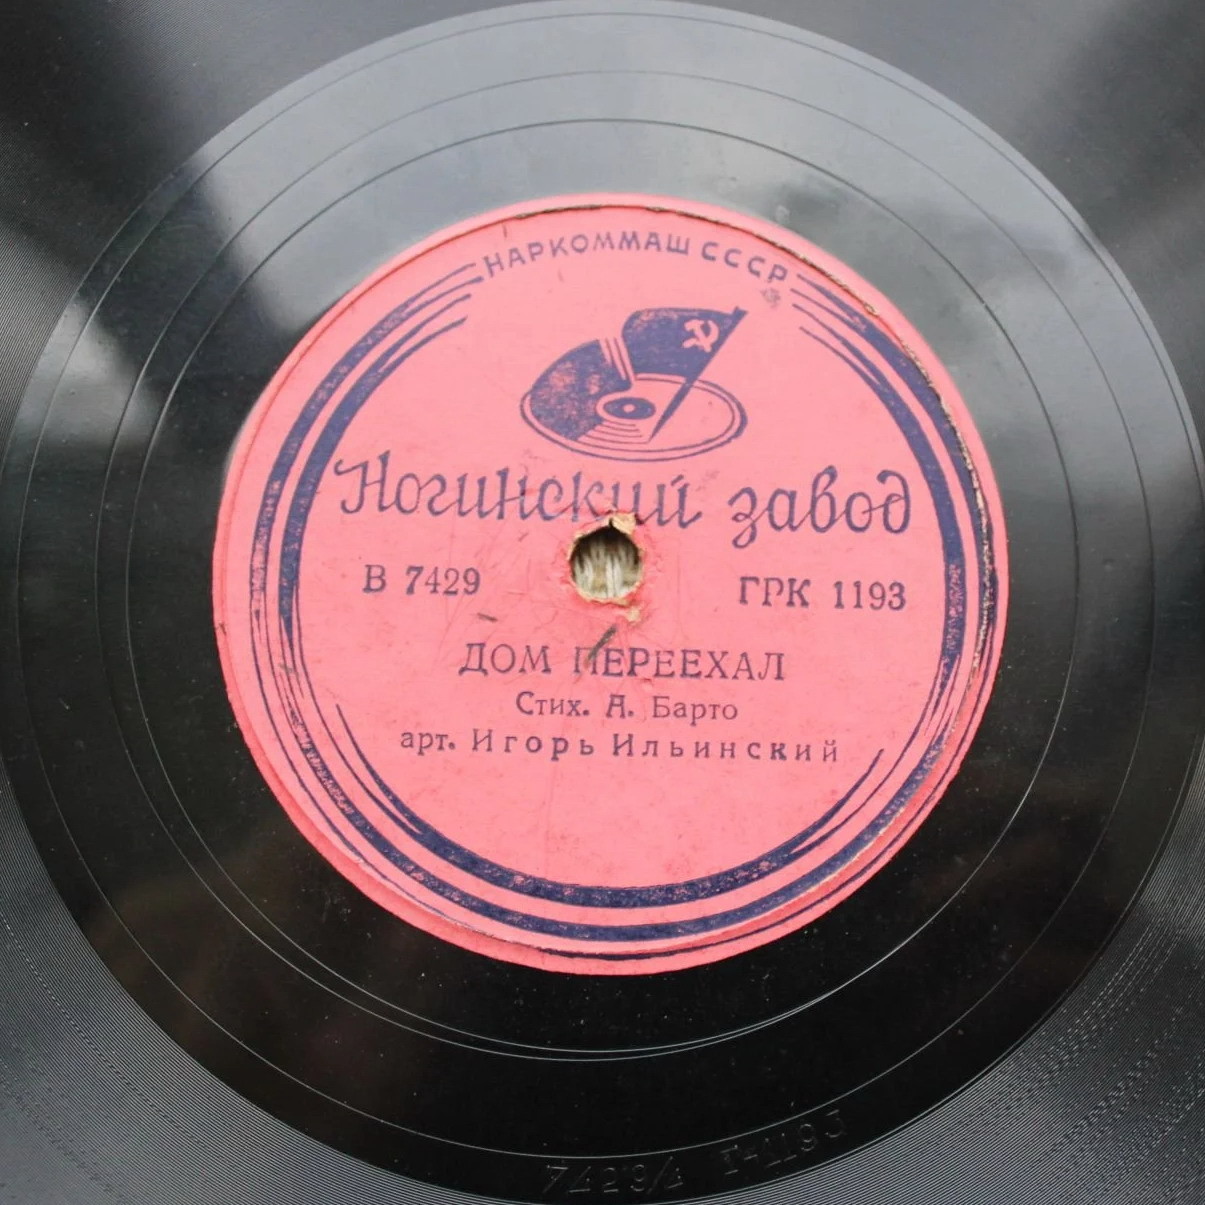 НАРКОММАШ СССР
Ногинский завод
В 7429 ГРК 1193
ДОМ ПЕРЕЕХАЛ
Стих. А. Барто
арт. Игорь Ильинский
7429/4 Г-1193